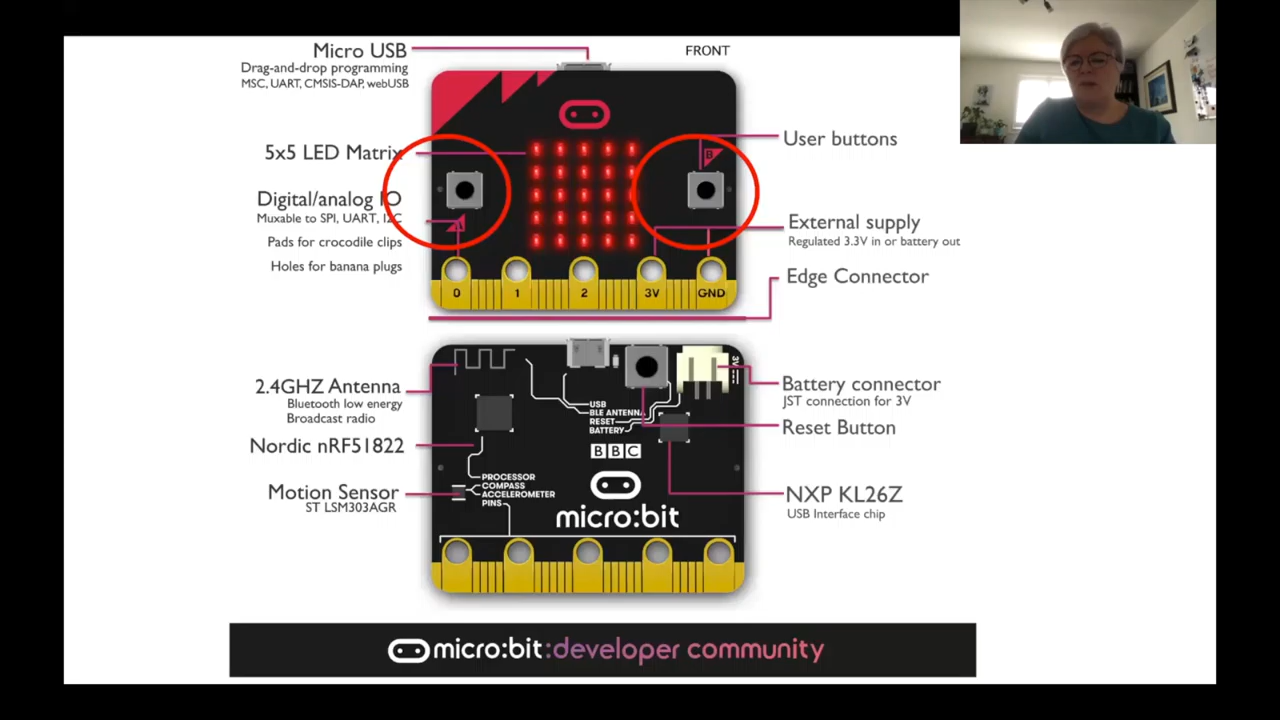 Micro USB
Drag-and-drop programming
MSC, UART, CMSIS-DAP, webUSB
FRONT
5x5 LED Matrix
User buttons
B
Digital/analog IO
Muxable to SPI, UART, I2C
Pads for crocodile clips
Holes for banana plugs
A
External supply
Regulated 3.3V in or battery out
Edge Connector
0 1 2 3V GND
2.4GHZ Antenna
Bluetooth low energy
Broadcast radio
Nordic nRF51822
Motion Sensor
ST LSM303AGR
3V
USB
BLE ANTENNA
RESET
BATTERY
BBC
PROCESSOR
COMPASS
ACCELEROMETER
PINS
micro:bit
Battery connector
JST connection for 3V
Reset Button
NXP KL26Z
USB Interface chip
micro:bit:developer community